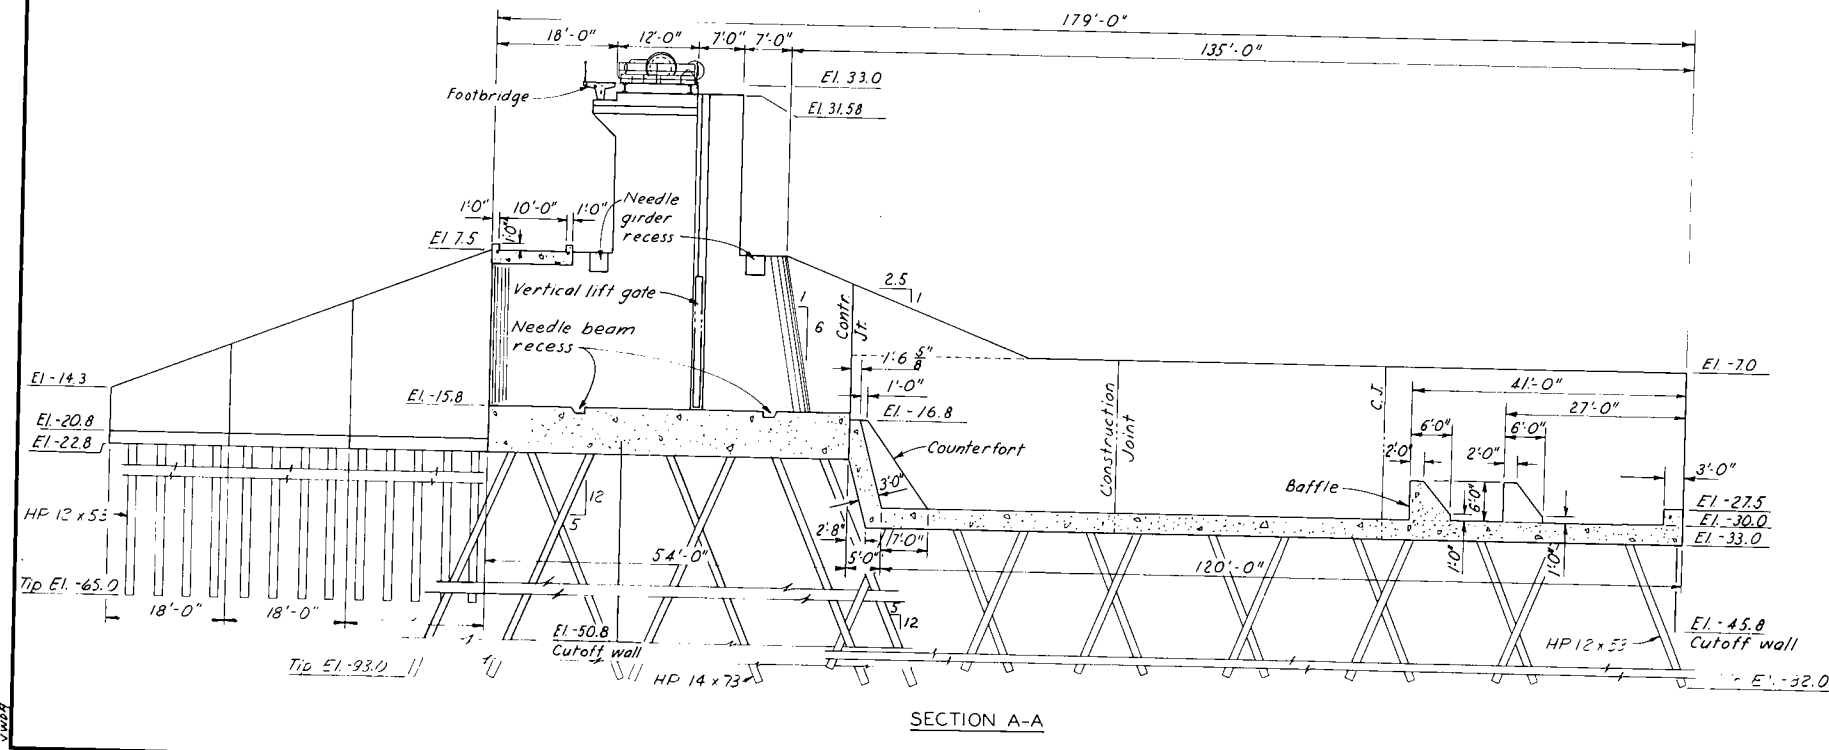 179'-0"
18'-0"
12'-0"
7'0"
7'-0"
135'-0"
Footbridge
El. 33.0
El. 31.58
1'0"
10'-0"
1'0"
1'0"
El 7.5
Needle
girder
recess
Vertical lift gate
Needle beam
recess
1
6
Contr.
Jt.
2.5
1
El -14.3
El. -15.8
El. -20.8
El. -22.8
1'6 5/8"
1'-0"
El. -16.8
Counterfort
3'-0"
Construction
Joint
C.J.
El. -7.0
41'-0"
27'-0"
6'-0"
6'-0"
2'-0"
2'-0"
3'-0"
Baffle
6'-0"
El. -27.5
El. -30.0
El. -33.0
1'-0"
1'-0"
HP 12 x 53
12
5
54'-0"
2'-8"
5'-0"
7'-0"
120'-0"
Tip El. -65.0
18'-0"
18'-0"
El. -50.8
Cutoff wall
5
12
HP 12 x 53
El. -45.8
Cutoff wall
Tip El. -93.0
HP 14 x 73
SECTION A-A